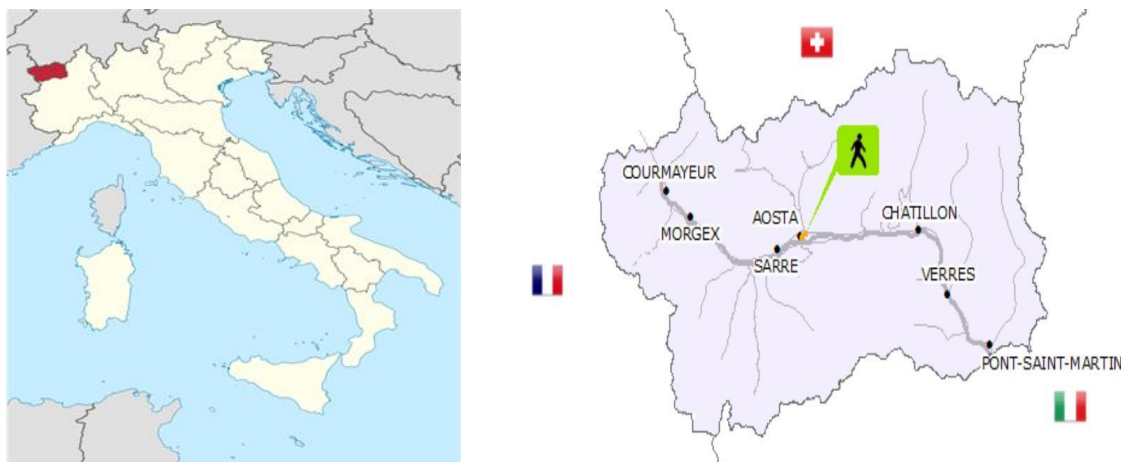 COURMAYEUR
MORGEX
AOSTA
SARRE
CHATILLON
VERRES
PONT-SAINT-MARTIN